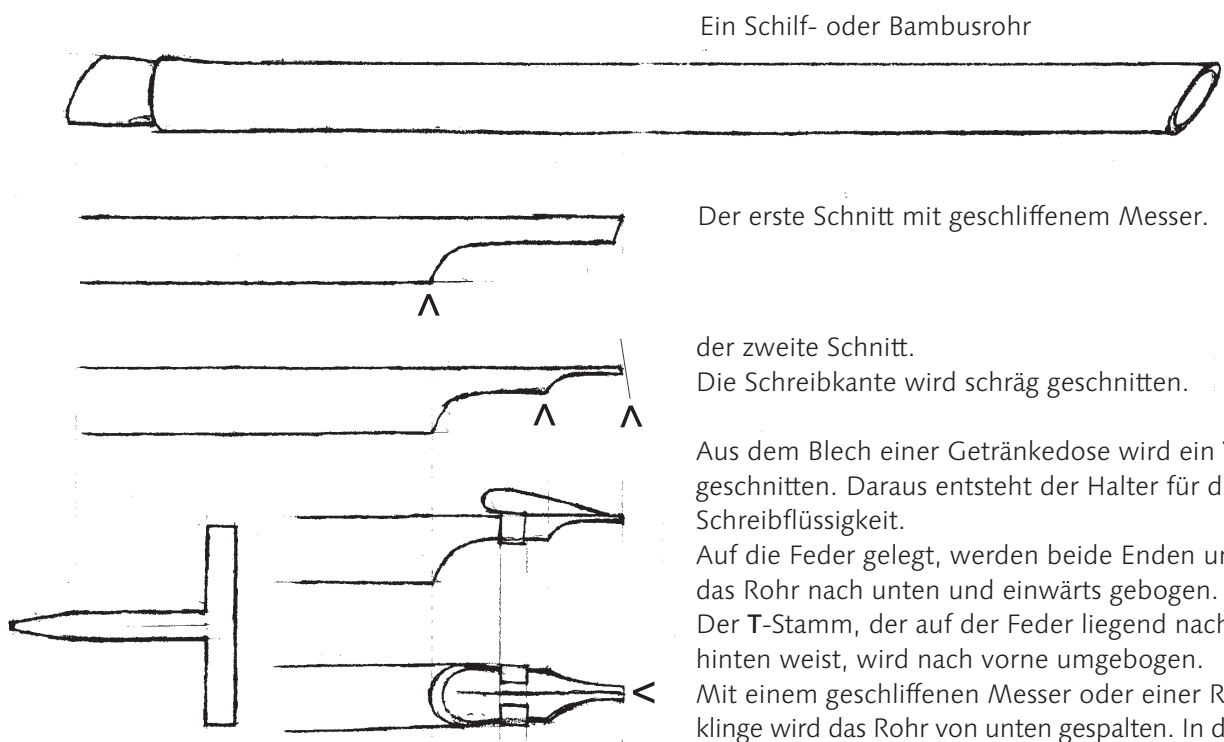 Ein Schilf- oder Bambusrohr
Der erste Schnitt mit geschliffenem Messer.
der zweite Schnitt.
Die Schreibkante wird schräg geschnitten.
Aus dem Blech einer Getränkedose wird ein
geschnitten. Daraus entsteht der Halter für
Schreibflüssigkeit.
Auf die Feder gelegt, werden beide Enden
das Rohr nach unten und einwärts gebogen.
Der T-Stamm, der auf der Feder liegend nach
hinten weist, wird nach vorne umgebogen.
Mit einem geschliffenen Messer oder einer
klinge wird das Rohr von unten gespalten. In